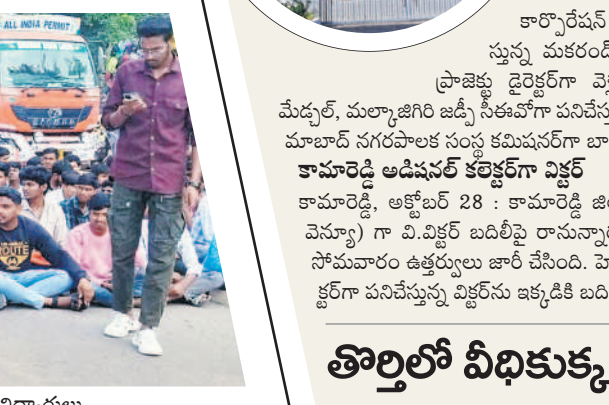 ALL INDIA PERMIT
కార్పొరేషన్
స్తున్న మకరంద్
ప్రాజెక్టు డైరెక్టర్‌గా
మేడ్చల్, మల్కాజిగిరి జడ్పీ సీఈవోగా పనిచేస్తు
మాబాద్ నగరపాలక సంస్థ కమిషనర్‌గా బా
కామారెడ్డి అడిషనల్ కలెక్టర్‌గా విక్టర్
కామారెడ్డి, అక్టోబర్ 28 : కామారెడ్డి జి
వెన్యూ) గా వి.విక్టర్ బదిలీపై రానున్నా
సోమవారం ఉత్తర్వులు జారీ చేసింది.
క్టర్‌గా పనిచేస్తున్న విక్టర్‌ను ఇక్కడికి బది
తొర్తిలో వీధికుక్క
ROUTE